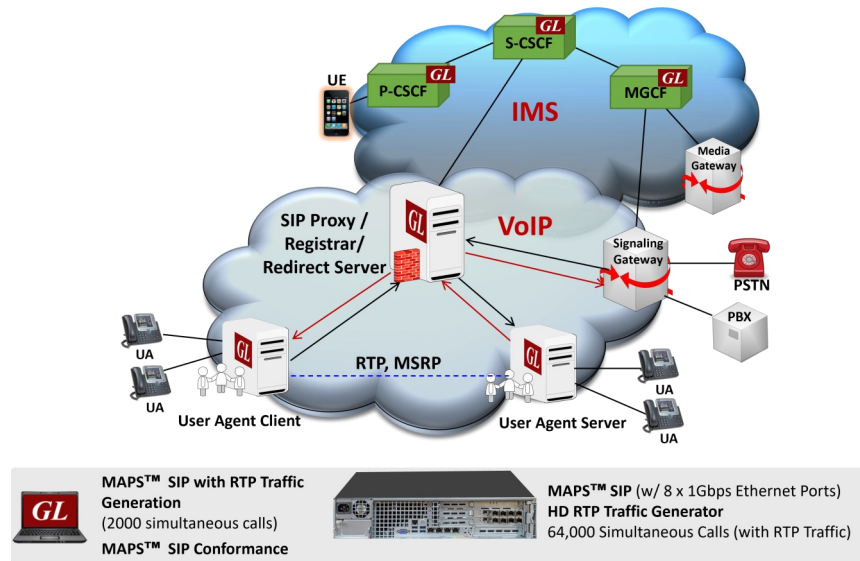 GL
S-CSCF
UE
P-CSCF
GL
MGCF
GL
IMS
Media
Gateway
SIP Proxy /
Registrar/
Redirect Server
GL
VoIP
Signaling
Gateway
PSTN
PBX
UA
UA
GL
RTP, MSRP
GL
UA
UA
User Agent Client
User Agent Server
GL
MAPS™ SIP with RTP Traffic
Generation
(2000 simultaneous calls)
MAPS™ SIP Conformance
MAPS™ SIP (w/ 8 x 1Gbps Ethernet Ports)
HD RTP Traffic Generator
64,000 Simultaneous Calls (with RTP Traffic)